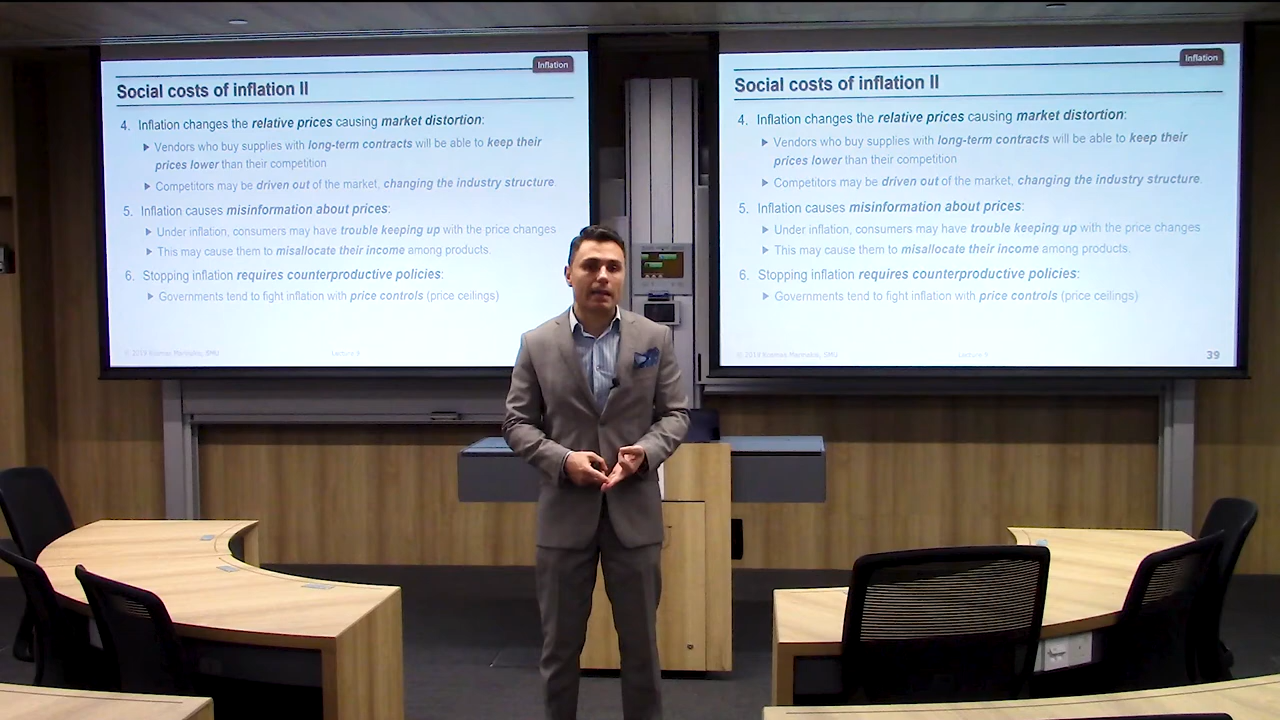 Inflation
Social costs of inflation II
4. Inflation changes the relative prices causing market distortion:
Vendors who buy supplies with long-term contracts will be able to keep their
prices lower than their competition
Competitors may be driven out of the market, changing the industry structure.
5. Inflation causes misinformation about prices:
Under inflation, consumers may have trouble keeping up with the price changes
This may cause them to misallocate their income among products.
6. Stopping inflation requires counterproductive policies:
Governments tend to fight inflation with price controls (price ceilings)
Inflation
Social costs of inflation II
4. Inflation changes the relative prices causing market distortion:
Vendors who buy supplies with long-term contracts will be able to keep their
prices lower than their competition
Competitors may be driven out of the market, changing the industry structure.
5. Inflation causes misinformation about prices:
Under inflation, consumers may have trouble keeping up with the price changes
This may cause them to misallocate their income among products.
6. Stopping inflation requires counterproductive policies:
Governments tend to fight inflation with price controls (price ceilings)
39